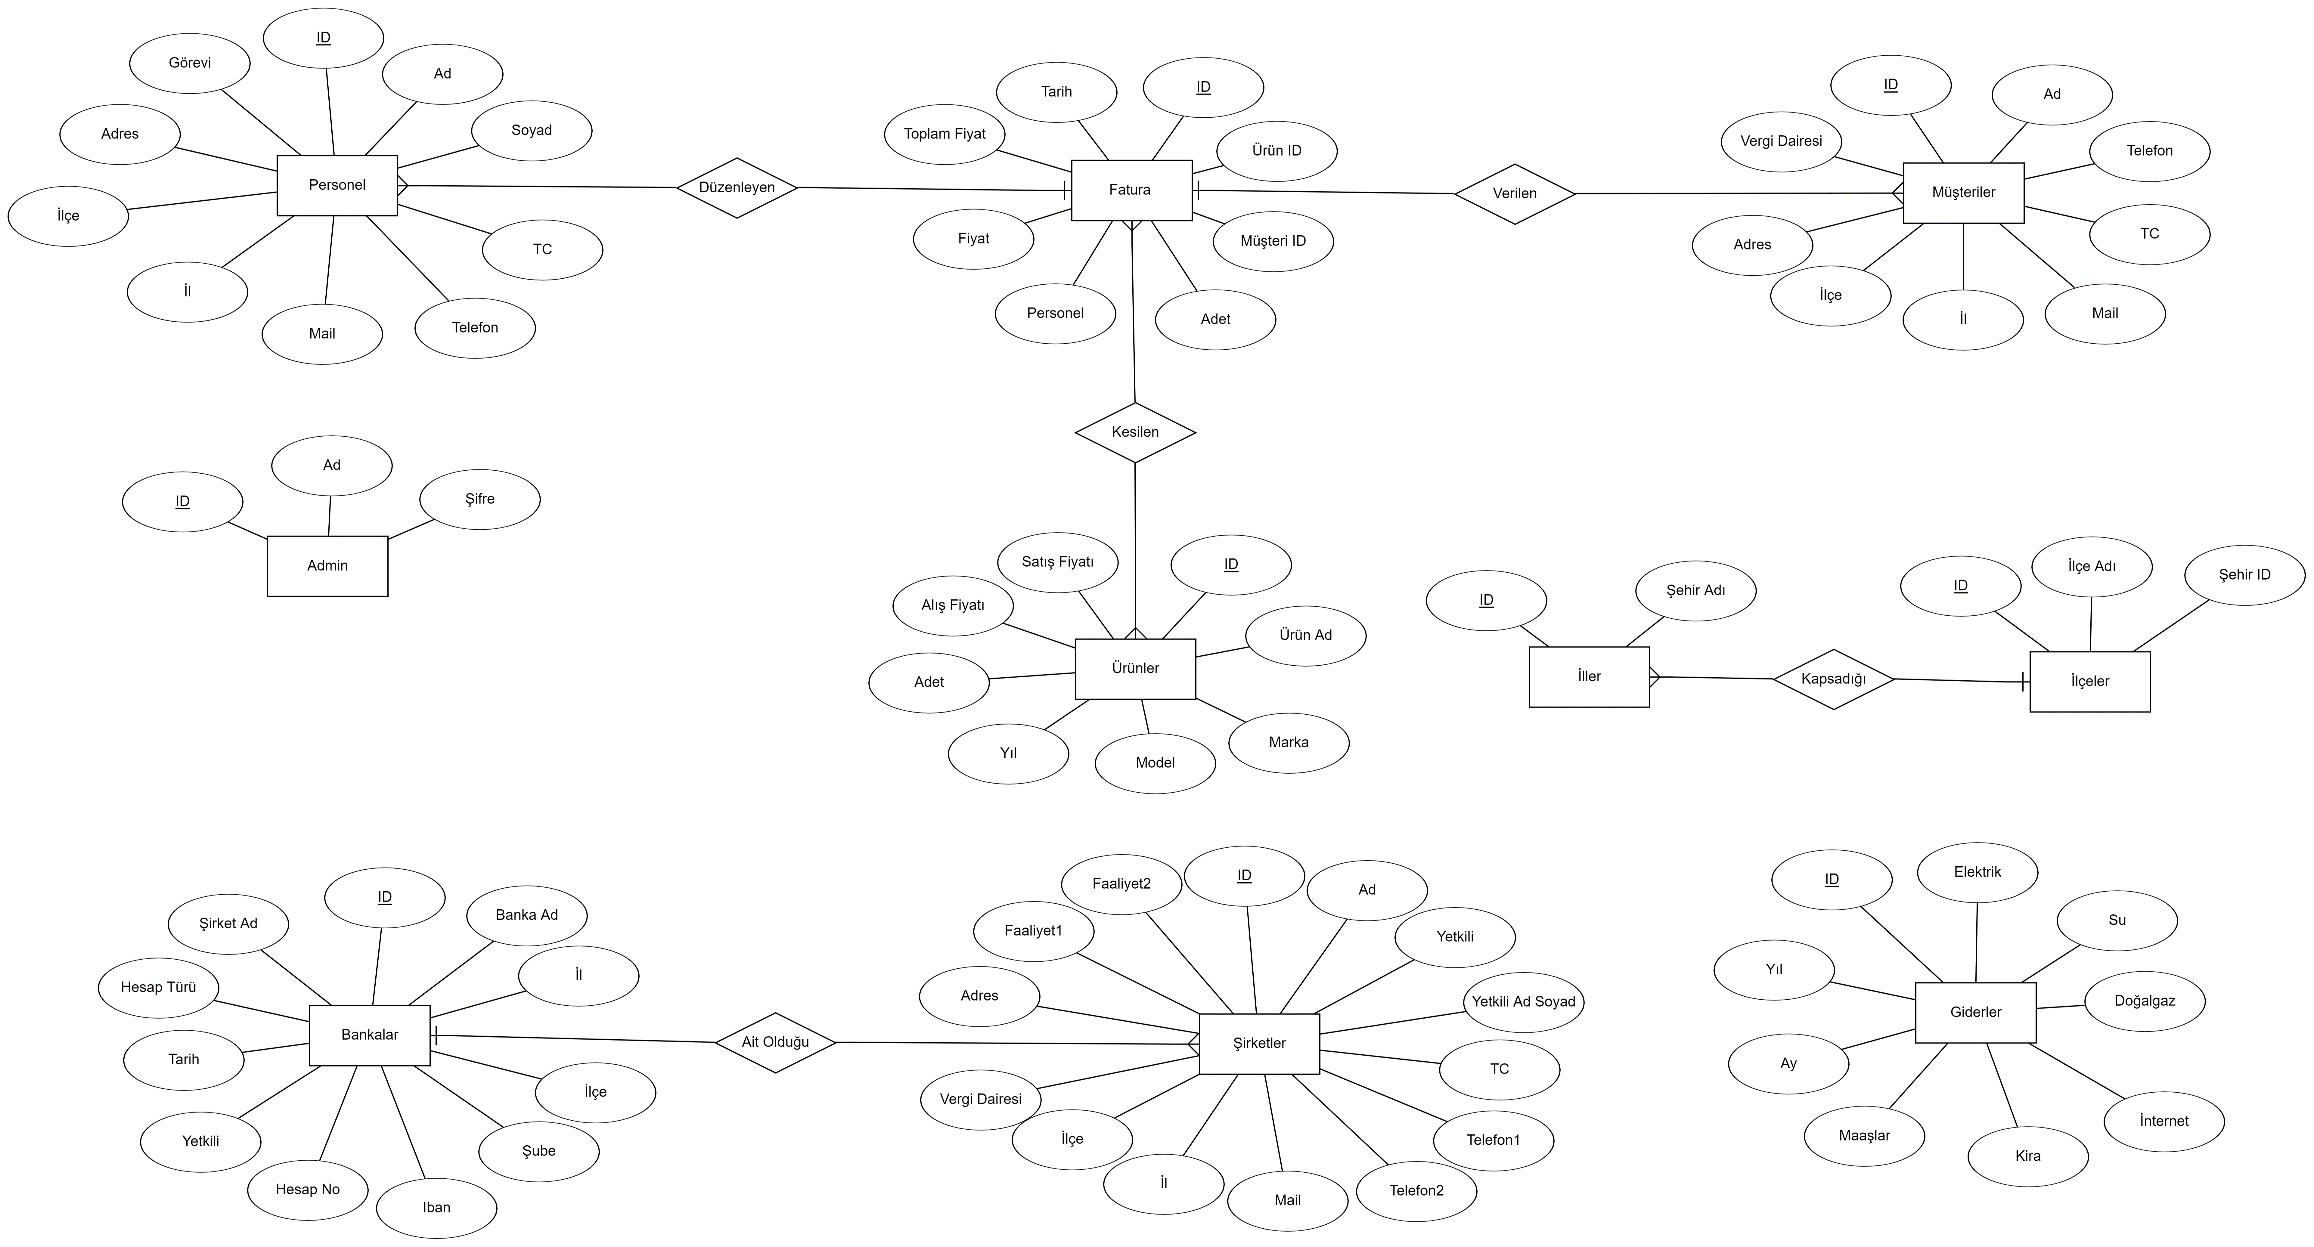 ID
Görevi
Ad
Adres
Soyad
Personel
İlçe
TC
İl
Mail
Telefon
Düzenleyen
Tarih
ID
Toplam Fiyat
Ürün ID
Fatura
Fiyat
Müşteri ID
Personel
Adet
Verilen
ID
Ad
Vergi Dairesi
Telefon
Müşteriler
Adres
TC
İlçe
İl
Mail
Kesilen
ID
Ad
Şifre
Admin
Satış Fiyatı
ID
Alış Fiyatı
Ürün Ad
Ürünler
Adet
Yıl
Model
Marka
ID
Şehir Adı
İller
Kapsadığı
ID
İlçe Adı
Şehir ID
İlçeler
ID
Şirket Ad
Banka Ad
Hesap Türü
İl
Bankalar
Tarih
İlçe
Yetkili
Şube
Hesap No
Iban
Ait Olduğu
Faaliyet2
ID
Ad
Faaliyet1
Yetkili
Adres
Yetkili Ad Soyad
Şirketler
Vergi Dairesi
TC
İlçe
Telefon1
İl
Mail
Telefon2
ID
Elektrik
Su
Yıl
Doğalgaz
Giderler
Ay
İnternet
Maaşlar
Kira